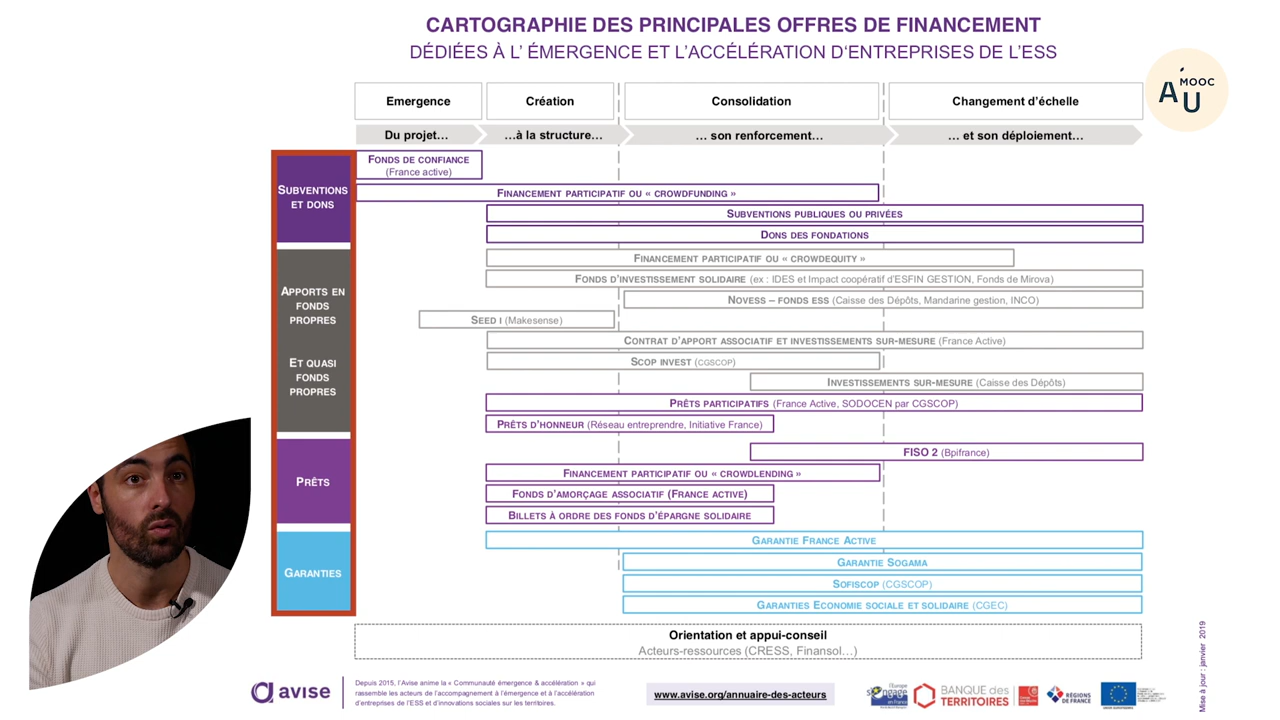 CARTOGRAPHIE DES PRINCIPALES OFFRES DE FINANCEMENT
DÉDIÉES À L' ÉMERGENCE ET L'ACCÉLÉRATION D'ENTREPRISES DE L'ESS
MOOC
AU
Emergence
Création
Consolidation
Changement d'échelle
Du projet…
…à la structure…
… son renforcement…
… et son déploiement…
SUBVENTIONS
ET DONS
FONDS DE CONFIANCE
(France active)
FINANCEMENT PARTICIPATIF OU « CROWDFUNDING »
SUBVENTIONS PUBLIQUES OU PRIVÉES
DONS DES FONDATIONS
APPORTS EN
FONDS
PROPRES
ET QUASI
FONDS
PROPRES
FINANCEMENT PARTICIPATIF OU « CROWDEQUITY »
FONDS D'INVESTISSEMENT SOLIDAIRE (ex : IDES et Impact coopératif d'ESFIN GESTION, Fonds de Mirova)
NOVESS – FONDS ESS (Caisse des Dépôts, Mandarine gestion, INCO)
SEED I (Makesense)
CONTRAT D'APPORT ASSOCIATIF ET INVESTISSEMENTS SUR-MESURE (France Active)
SCOP INVEST (CGSCOP)
INVESTISSEMENTS SUR-MESURE (Caisse des Dépôts)
PRÊTS PARTICIPATIFS (France Active, SODOCEN par CGSCOP)
PRÊTS D'HONNEUR (Réseau entreprendre, Initiative France)
PRÊTS
FISO 2 (Bpifrance)
FINANCEMENT PARTICIPATIF OU « CROWDLENDING »
FONDS D'AMORÇAGE ASSOCIATIF (FRANCE ACTIVE)
BILLETS À ORDRE DES FONDS D'ÉPARGNE SOLIDAIRE
GARANTIES
GARANTIE FRANCE ACTIVE
GARANTIE SOGAMA
SOFISCOP (CGSCOP)
GARANTIES ECONOMIE SOCIALE ET SOLIDAIRE (CGEC)
Orientation et appui-conseil
Acteurs-ressources (CRESS, Finansol…)
avise
Depuis 2015, l'Avise anime la « Communauté émergence & accélération » qui
rassemble les acteurs de l'accompagnement à l'émergence et à l'accélération
d'entreprises de l'ESS et d'innovations sociales sur les territoires.
www.avise.org/annuaire-des-acteurs
l'Europe
s'engage
en France
BANQUE des
TERRITOIRES
RÉGIONS
DE FRANCE
Mise à jour : janvier 2019